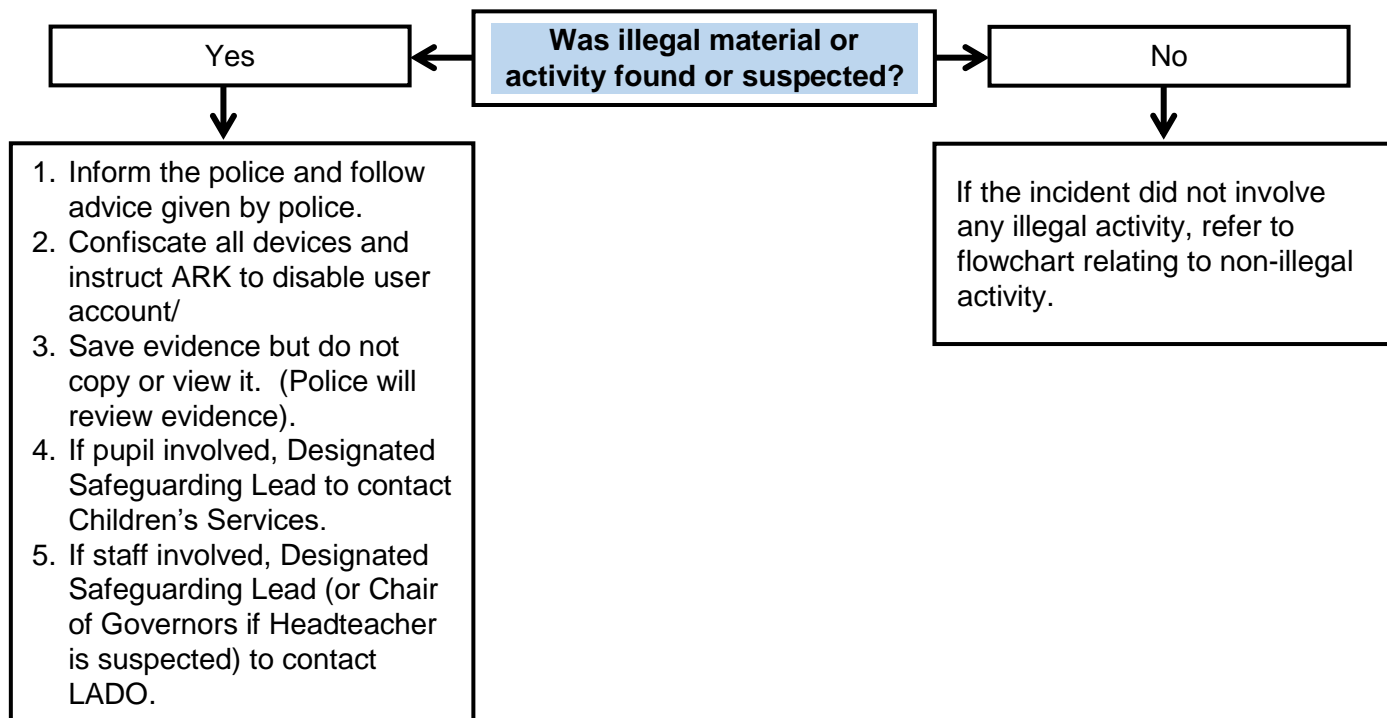 Was illegal material or
activity found or suspected?
Yes
No
1. Inform the police and follow
advice given by police.
2. Confiscate all devices and
instruct ARK to disable user
account/
3. Save evidence but do not
copy or view it.  (Police will
review evidence).
4. If pupil involved, Designated
Safeguarding Lead to contact
Children’s Services.
5. If staff involved, Designated
Safeguarding Lead (or Chair
of Governors if Headteacher
is suspected) to contact
LADO.
If the incident did not involve
any illegal activity, refer to
flowchart relating to non-illegal
activity.